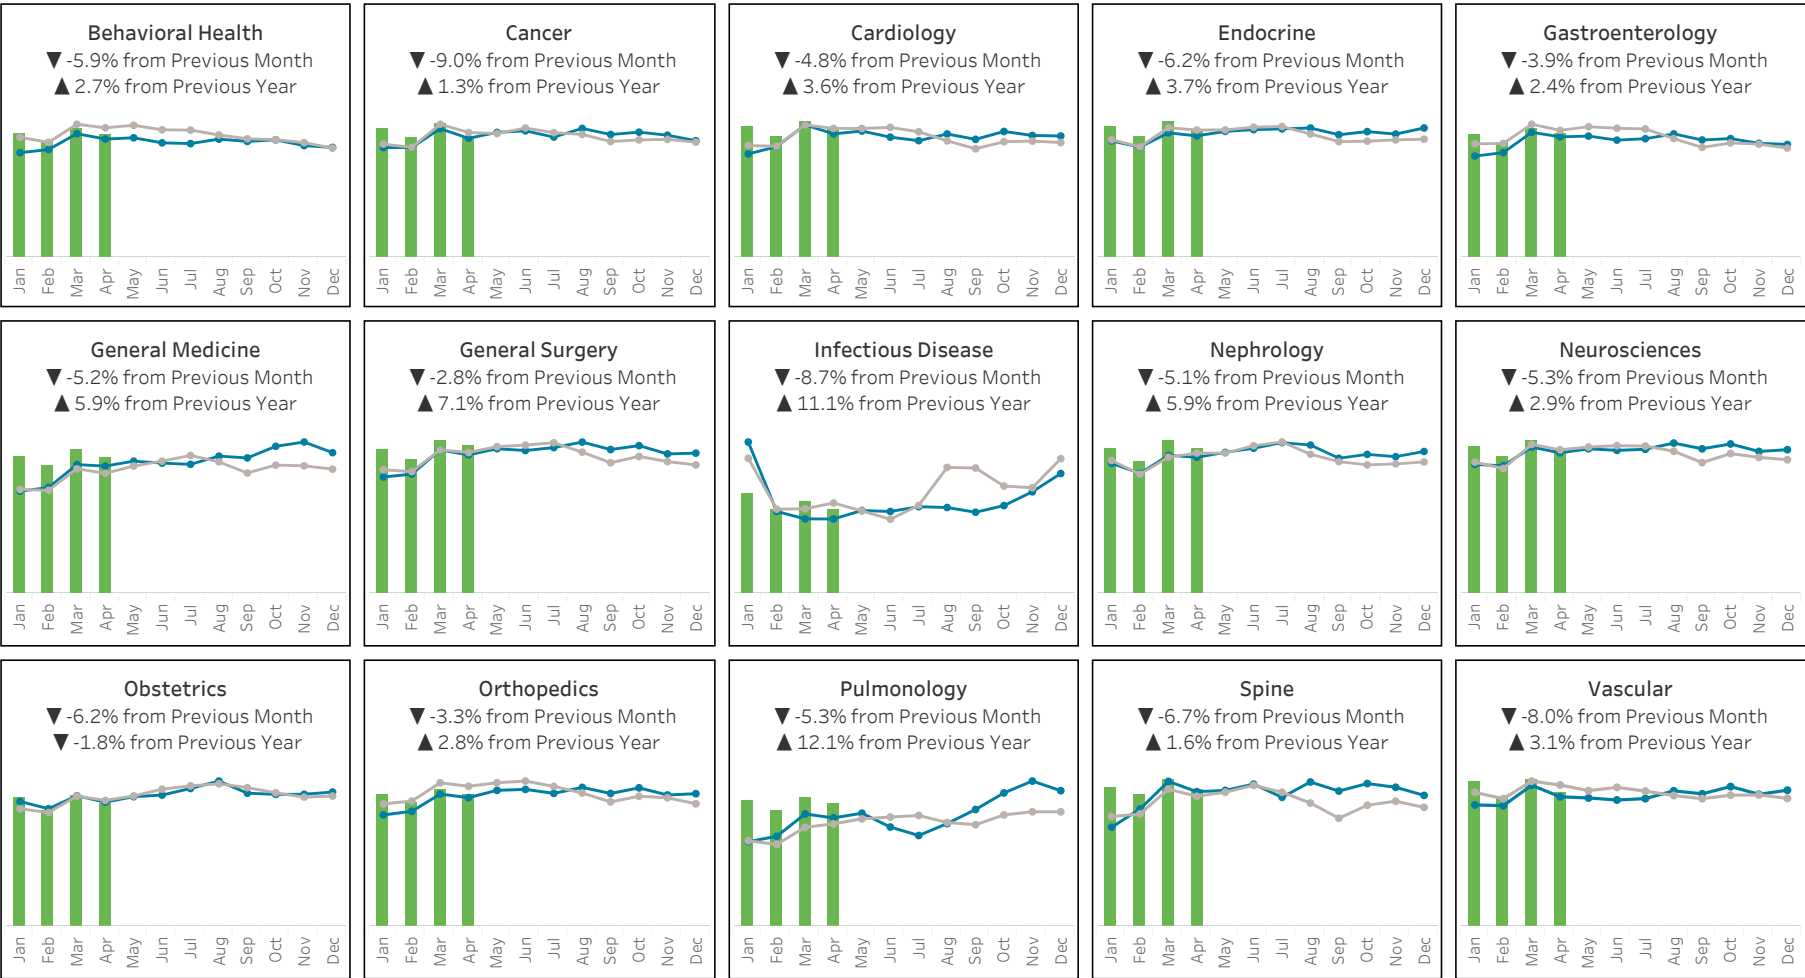 Behavioral Health
▼ -5.9% from Previous Month
▲ 2.7% from Previous Year
Jan Feb Mar Apr May Jun Jul Aug Sep Oct Nov Dec
Cancer
▼ -9.0% from Previous Month
▲ 1.3% from Previous Year
Jan Feb Mar Apr May Jun Jul Aug Sep Oct Nov Dec
Cardiology
▼ -4.8% from Previous Month
▲ 3.6% from Previous Year
Jan Feb Mar Apr May Jun Jul Aug Sep Oct Nov Dec
Endocrine
▼ -6.2% from Previous Month
▲ 3.7% from Previous Year
Jan Feb Mar Apr May Jun Jul Aug Sep Oct Nov Dec
Gastroenterology
▼ -3.9% from Previous Month
▲ 2.4% from Previous Year
Jan Feb Mar Apr May Jun Jul Aug Sep Oct Nov Dec
General Medicine
▼ -5.2% from Previous Month
▲ 5.9% from Previous Year
Jan Feb Mar Apr May Jun Jul Aug Sep Oct Nov Dec
General Surgery
▼ -2.8% from Previous Month
▲ 7.1% from Previous Year
Jan Feb Mar Apr May Jun Jul Aug Sep Oct Nov Dec
Infectious Disease
▼ -8.7% from Previous Month
▲ 11.1% from Previous Year
Jan Feb Mar Apr May Jun Jul Aug Sep Oct Nov Dec
Nephrology
▼ -5.1% from Previous Month
▲ 5.9% from Previous Year
Jan Feb Mar Apr May Jun Jul Aug Sep Oct Nov Dec
Neurosciences
▼ -5.3% from Previous Month
▲ 2.9% from Previous Year
Jan Feb Mar Apr May Jun Jul Aug Sep Oct Nov Dec
Obstetrics
▼ -6.2% from Previous Month
▼ -1.8% from Previous Year
Jan Feb Mar Apr May Jun Jul Aug Sep Oct Nov Dec
Orthopedics
▼ -3.3% from Previous Month
▲ 2.8% from Previous Year
Jan Feb Mar Apr May Jun Jul Aug Sep Oct Nov Dec
Pulmonology
▼ -5.3% from Previous Month
▲ 12.1% from Previous Year
Jan Feb Mar Apr May Jun Jul Aug Sep Oct Nov Dec
Spine
▼ -6.7% from Previous Month
▲ 1.6% from Previous Year
Jan Feb Mar Apr May Jun Jul Aug Sep Oct Nov Dec
Vascular
▼ -8.0% from Previous Month
▲ 3.1% from Previous Year
Jan Feb Mar Apr May Jun Jul Aug Sep Oct Nov Dec